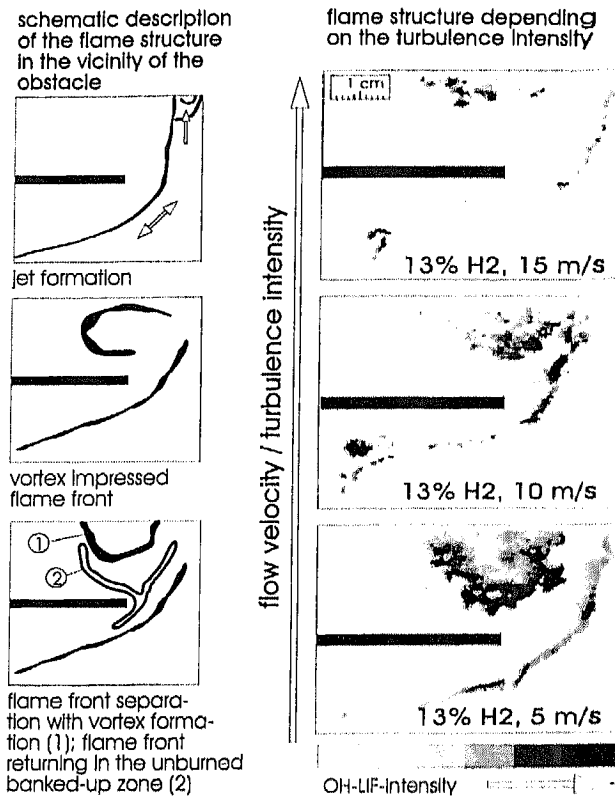 schematic description
of the flame structure
in the vicinity of the
obstacle
jet formation
vortex impressed
flame front
1
2
flame front separa-
tion with vortex forma-
tion (1); flame front
returning in the unburned
banked-up zone (2)
flow velocity / turbulence intensity
flame structure depending
on the turbulence intensity
1 cm
13% H2, 15 m/s
13% H2, 10 m/s
13% H2, 5 m/s
OH-LIF-intensity